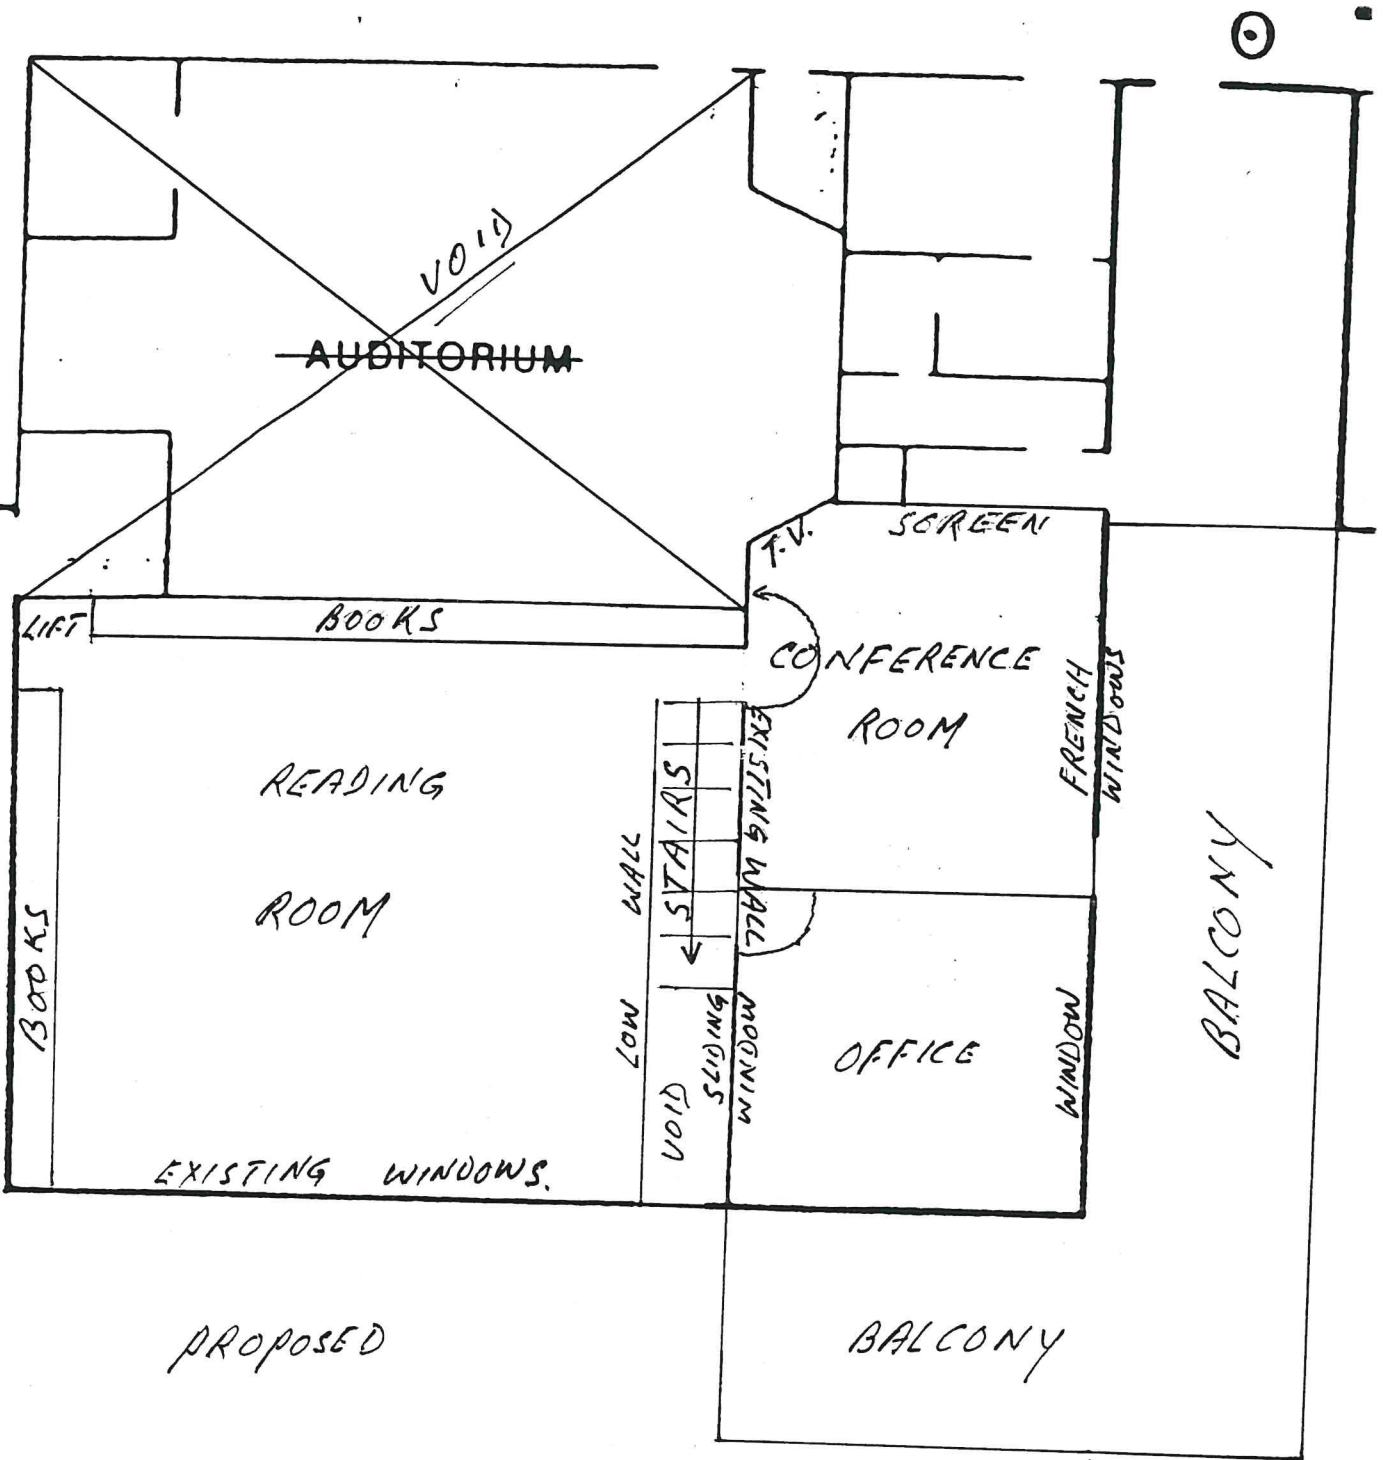 VOID
AUDITORIUM
T.V.
SCREEN
LIFT
BOOKS
CONFERENCE
ROOM
FRENCH
WINDOWS
EXISTING WALL
STAIRS
READING
ROOM
LOW WALL
BOOKS
BALCONY
SLIDING
WINDOW
OFFICE
WINDOW
VOID
EXISTING WINDOWS.
PROPOSED
BALCONY